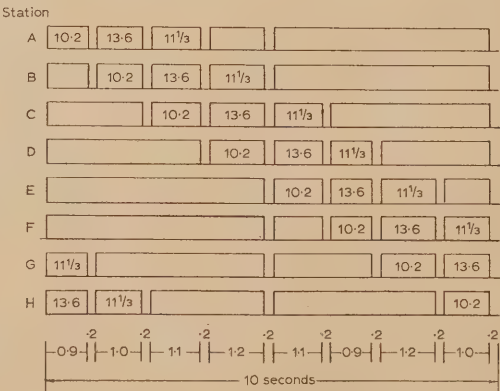 Station
A 10·2 13·6 11⅓
B 10·2 13·6 11⅓
C 10·2 13·6 11⅓
D 10·2 13·6 11⅓
E 10·2 13·6 11⅓
F 10·2 13·6 11⅓
G 11⅓ 10·2 13·6
H 13·6 11⅓ 10·2
·2 ·2 ·2 ·2 ·2 ·2 ·2 ·2
0·9 1·0 1·1 1·2 1·1 0·9 1·2 1·0
10 seconds